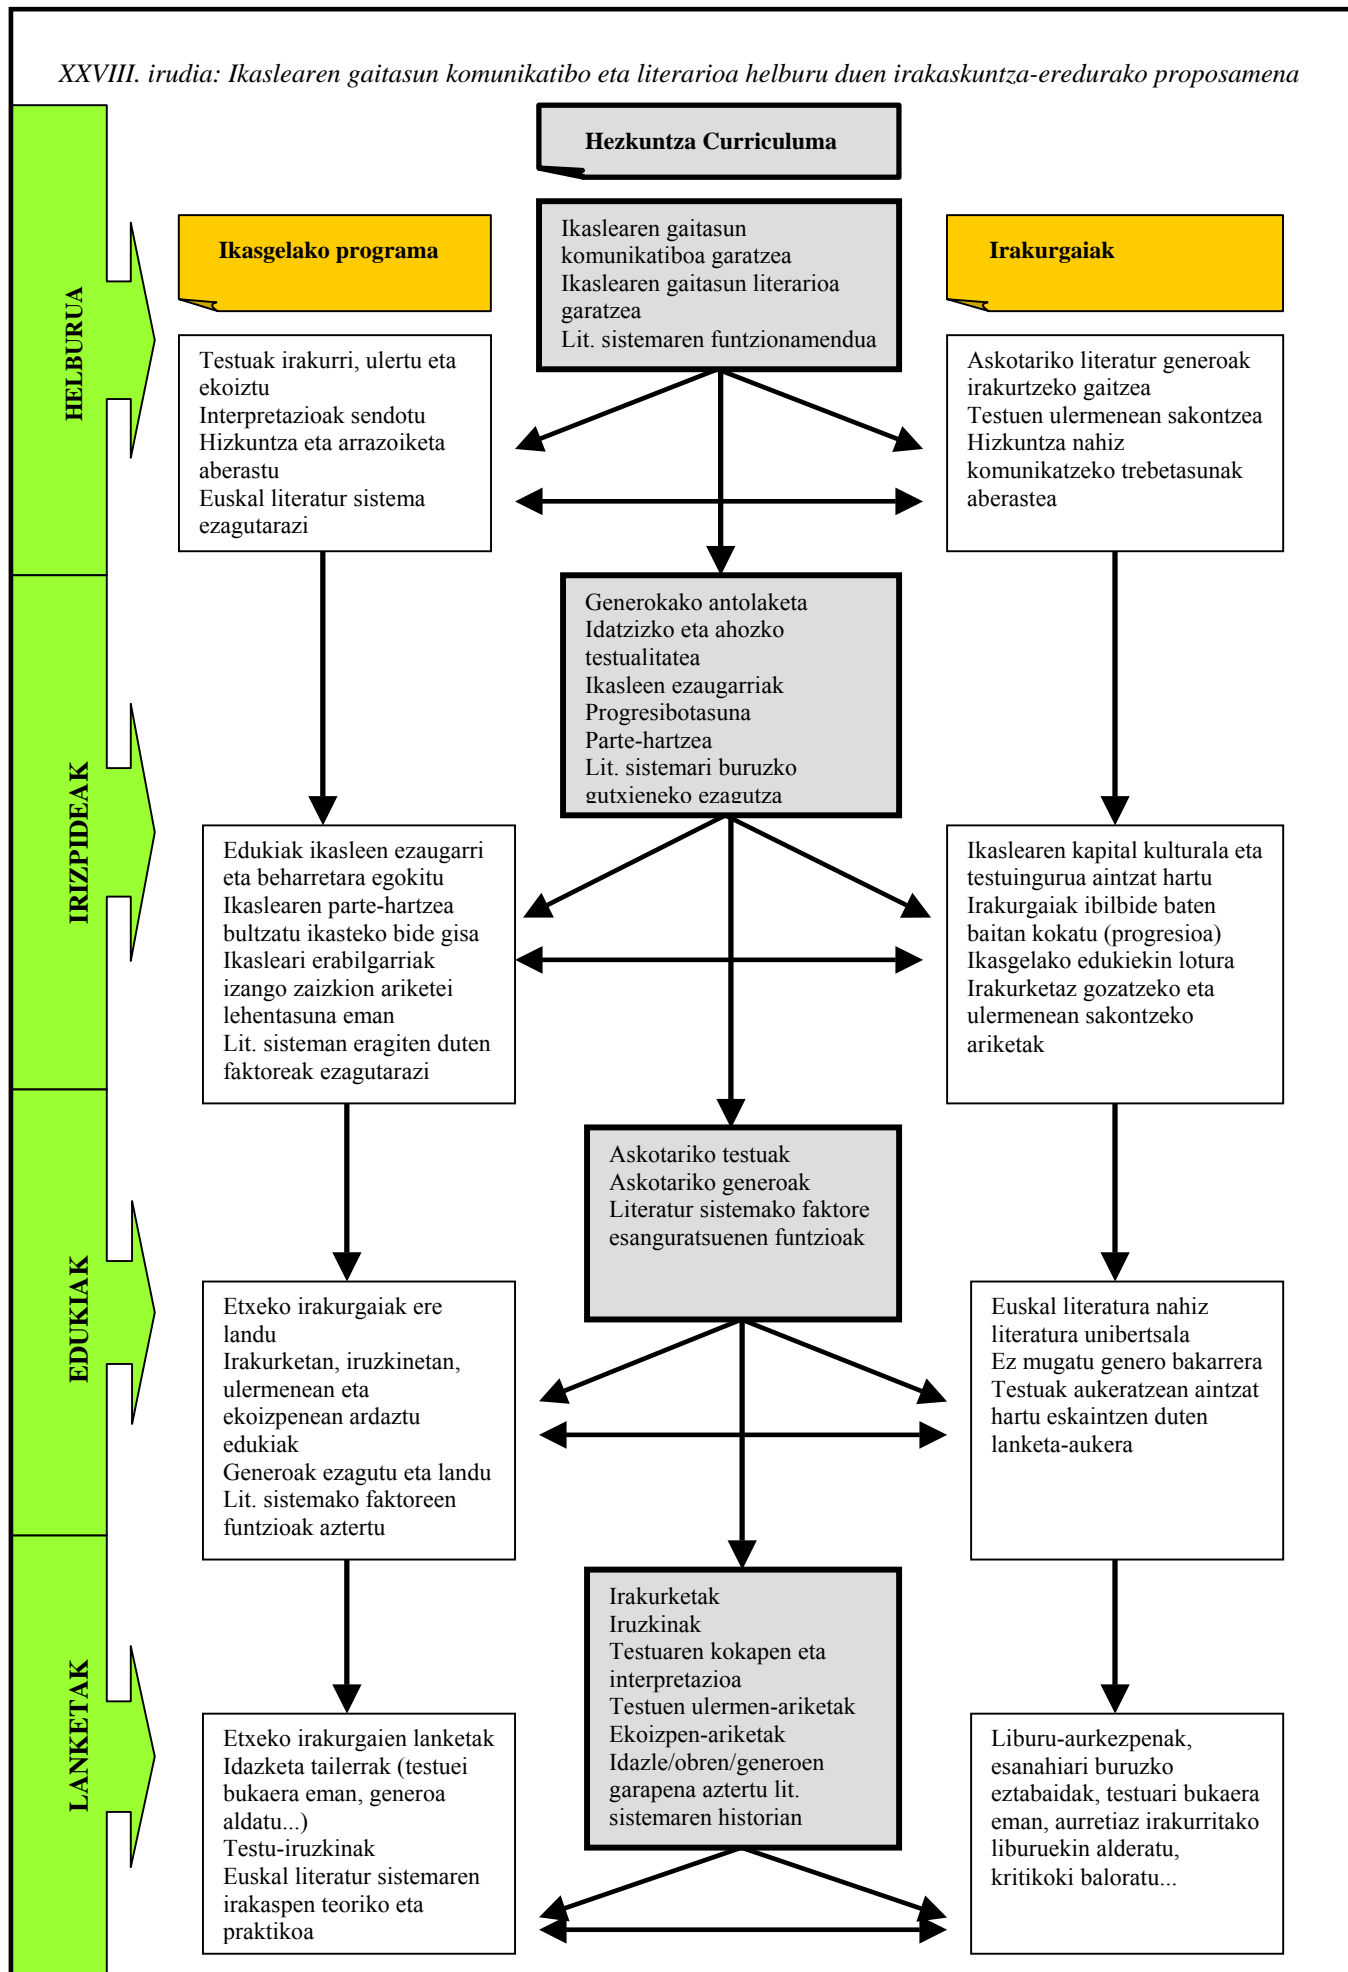 XXVIII. irudia: Ikaslearen gaitasun komunikatibo eta literarioa helburu duen irakaskuntza-eredurako proposamena
Hezkuntza Curriculuma
HELBURUA
Ikasgelako programa
Ikaslearen gaitasun
komunikatiboa garatzea
Ikaslearen gaitasun literarioa
garatzea
Lit. sistemaren funtzionamendua
Irakurgaiak
Testuak irakurri, ulertu eta
ekoiztu
Interpretazioak sendotu
Hizkuntza eta arrazoiketa
aberastu
Euskal literatur sistema
ezagutarazi
Askotariko literatur generoak
irakurtzeko gaitzea
Testuen ulermenean sakontzea
Hizkuntza nahiz
komunikatzeko trebetasunak
aberastea
IRIZPIDEAK
Generokako antolaketa
Idatzizko eta ahozko
testualitatea
Ikasleen ezaugarriak
Progresibotasuna
Parte-hartzea
Lit. sistemari buruzko
gutxieneko ezagutza
Edukiak ikasleen ezaugarri
eta beharretara egokitu
Ikaslearen parte-hartzea
bultzatu ikasteko bide gisa
Ikasleari erabilgarriak
izango zaizkion ariketei
lehentasuna eman
Lit. sisteman eragiten duten
faktoreak ezagutarazi
Ikaslearen kapital kulturala eta
testuingurua aintzat hartu
Irakurgaiak ibilbide baten
baitan kokatu (progresioa)
Ikasgelako edukiekin lotura
Irakurketaz gozatzeko eta
ulermenean sakontzeko
ariketak
EDUKIAK
Askotariko testuak
Askotariko generoak
Literatur sistemako faktore
esanguratsuenen funtzioak
Etxeko irakurgaiak ere
landu
Irakurketan, iruzkinetan,
ulermenean eta
ekoizpenean ardaztu
edukiak
Generoak ezagutu eta landu
Lit. sistemako faktoreen
funtzioak aztertu
Euskal literatura nahiz
literatura unibertsala
Ez mugatu genero bakarrera
Testuak aukeratzean aintzat
hartu eskaintzen duten
lanketa-aukera
LANKETAK
Irakurketak
Iruzkinak
Testuaren kokapen eta
interpretazioa
Testuen ulermen-ariketak
Ekoizpen-ariketak
Idazle/obren/generoen
garapena aztertu lit.
sistemaren historian
Etxeko irakurgaien lanketak
Idazketa tailerrak (testuei
bukaera eman, generoa
aldatu...)
Testu-iruzkinak
Euskal literatur sistemaren
irakaspen teoriko eta
praktikoa
Liburu-aurkezpenak,
esanahiari buruzko
eztabaidak, testuari bukaera
eman, aurretiaz irakurritako
liburuekin alderatu,
kritikoki baloratu...